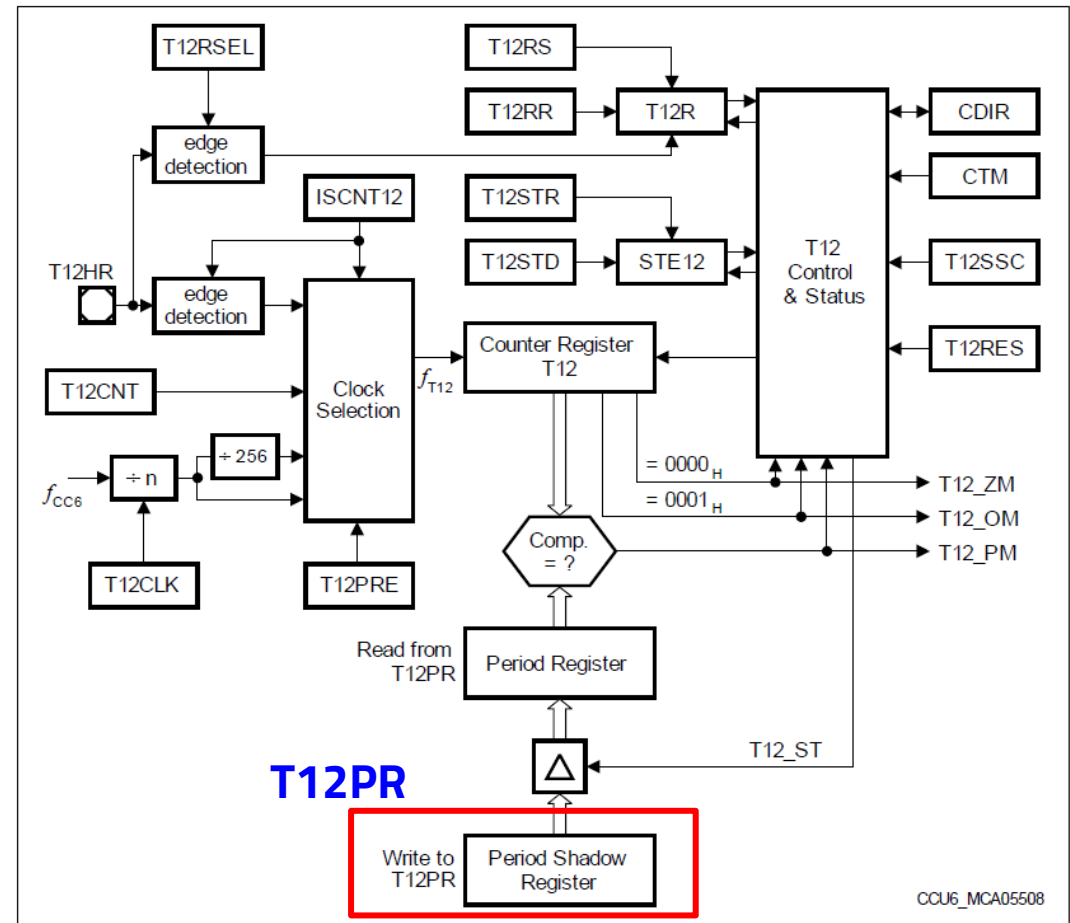 T12RSEL
T12RS
T12RR
T12R
CDIR
edge
detection
CTM
ISCNT12
T12STR
T12
Control
& Status
T12HR
T12STD
STE12
T12SSC
edge
detection
Counter Register
T12
T12RES
fT12
T12CNT
Clock
Selection
÷ 256
÷ n
fCC6
= 0000H
T12_ZM
= 0001H
T12_OM
Comp.
= ?
T12_PM
T12CLK
T12PRE
Read from
T12PR
Period Register
T12_ST
Δ
T12PR
Write to
T12PR
Period Shadow
Register
CCU6_MCA05508